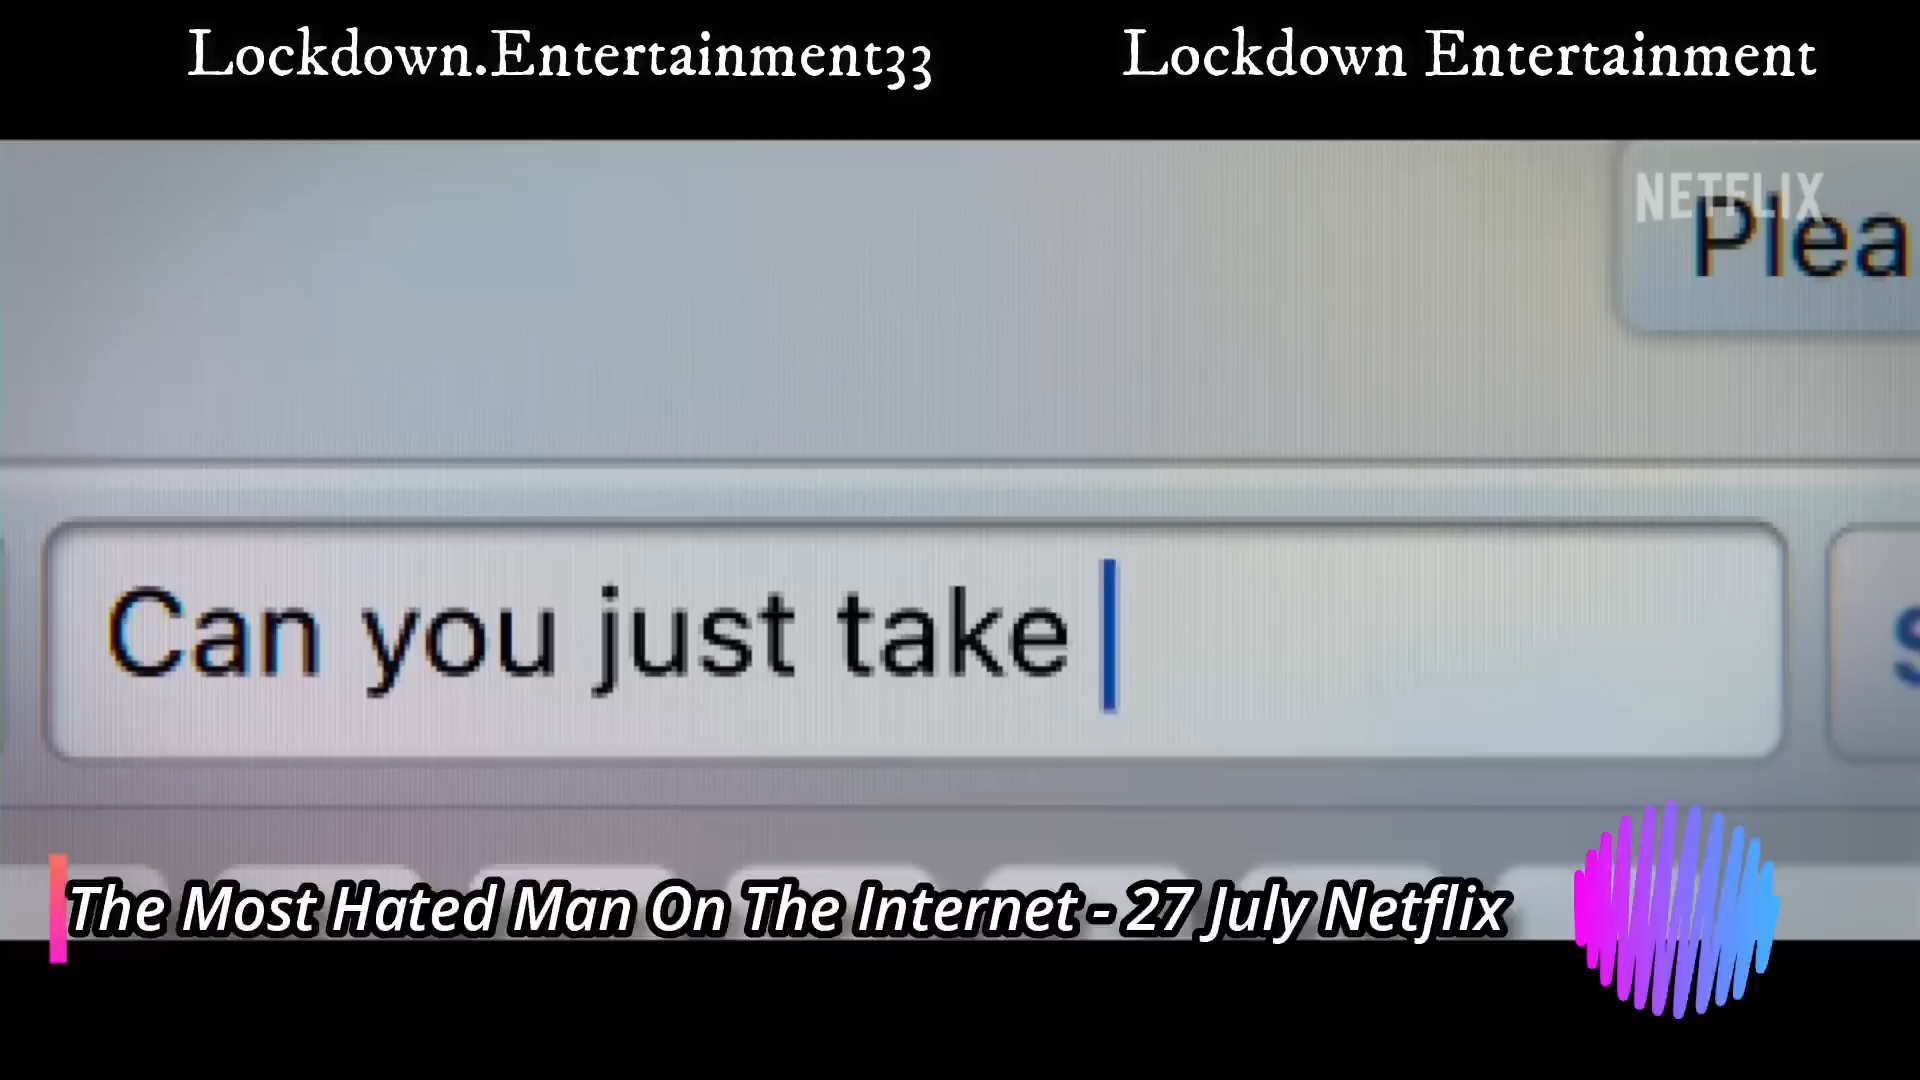 Lockdown.Entertainment33
Lockdown Entertainment
NETFLIX
Plea
Can you just take
The Most Hated Man On The Internet - 27 July Netflix